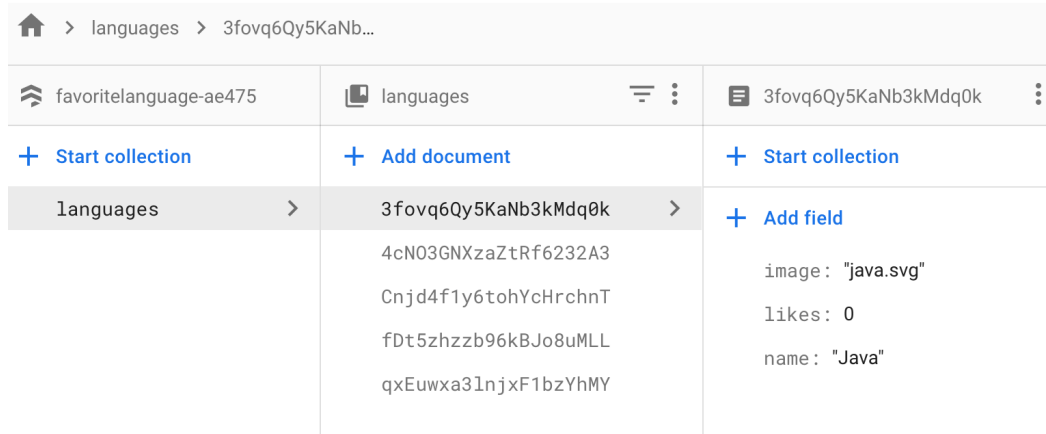 languages 3fovq6Qy5KaNb…
favoritelanguage-ae475
Start collection
languages
languages
Add document
3fovq6Qy5KaNb3kMdq0k
4cNO3GNXzaZtRf6232A3
Cnjd4f1y6tohYcHrchnT
fDt5zhzzb96kBJo8uMLL
qxEuwxa3lnjxF1bzYhMY
3fovq6Qy5KaNb3kMdq0k
Start collection
Add field
image: "java.svg"
likes: 0
name: "Java"